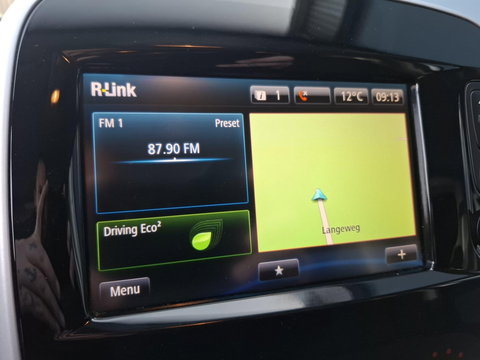 R-Link
1 12°C 09:13
FM 1 Preset
87.90 FM
Driving Eco²
Langeweg
Menu